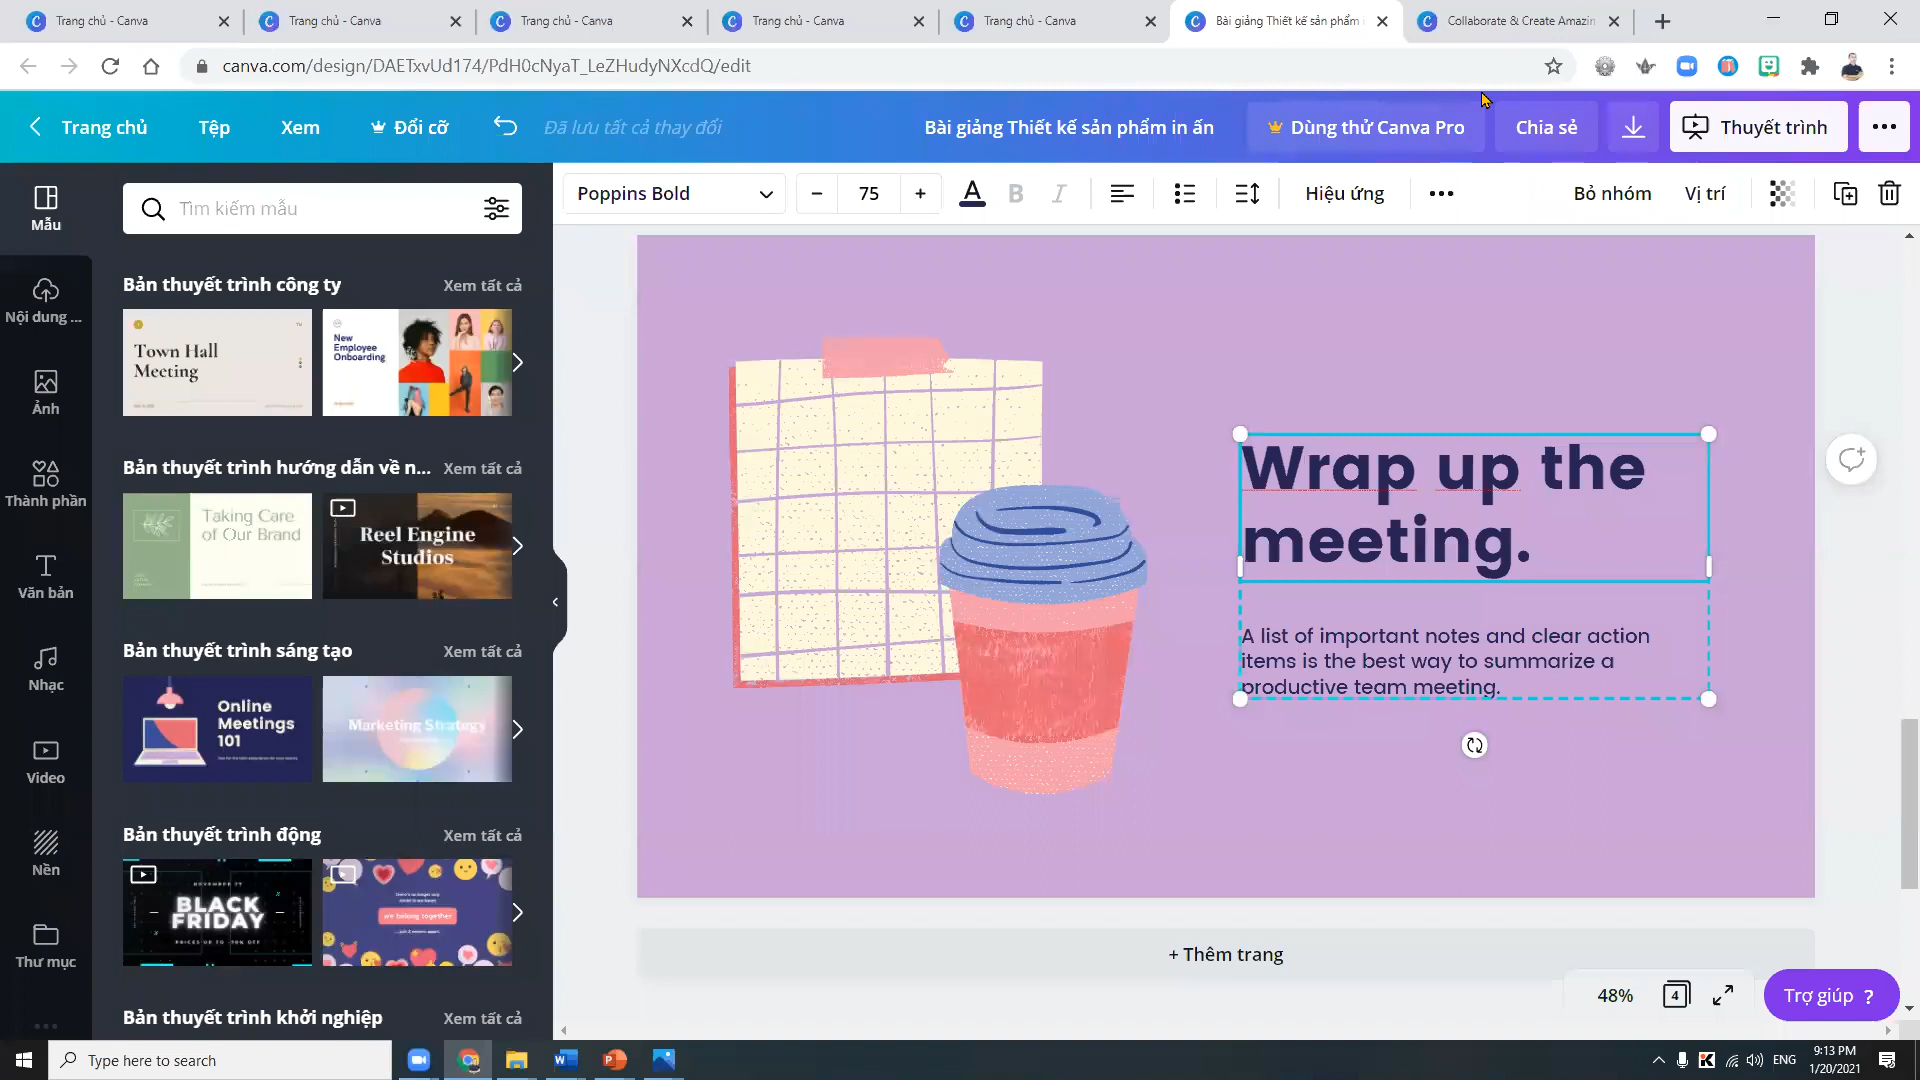 Trang chủ - Canva
Trang chủ - Canva
Trang chủ - Canva
Trang chủ - Canva
Trang chủ - Canva
Bài giảng Thiết kế sản phẩm i
Collaborate & Create Amazin
canva.com/design/DAETxvUd174/PdH0cNyaT_LeZHudyNXcdQ/edit
Trang chủ
Tệp
Xem
Đổi cỡ
Đã lưu tất cả thay đổi
Bài giảng Thiết kế sản phẩm in ấn
Dùng thử Canva Pro
Chia sẻ
Thuyết trình
Poppins Bold
75
A
B
I
Hiệu ứng
Bỏ nhóm
Vị trí
Mẫu
Nội dung ...
Ảnh
Thành phần
Văn bản
Nhạc
Video
Nền
Thư mục
Tìm kiếm mẫu
Bản thuyết trình công ty
Xem tất cả
Town Hall
Meeting
New
Employee
Onboarding
Bản thuyết trình hướng dẫn về n...
Xem tất cả
Taking Care
of Our Brand
Reel Engine
Studios
Bản thuyết trình sáng tạo
Xem tất cả
Online
Meetings
101
Marketing Strategy
Bản thuyết trình động
Xem tất cả
NOVEMBER 27
BLACK
FRIDAY
we belong together
Bản thuyết trình khởi nghiệp
Xem tất cả
Wrap up the
meeting.
A list of important notes and clear action
items is the best way to summarize a
productive team meeting.
+ Thêm trang
48%
4
Trợ giúp ?
Type here to search
ENG
9:13 PM
1/20/2021